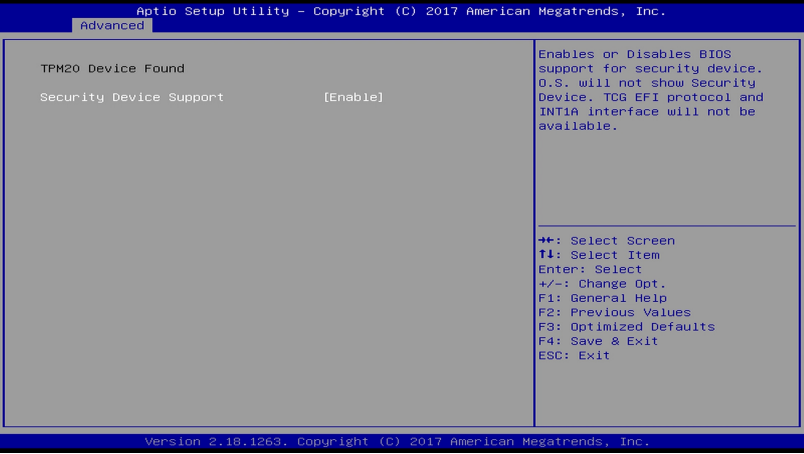 Aptio Setup Utility – Copyright (C) 2017 American Megatrends, Inc.
Advanced
TPM20 Device Found
Security Device Support [Enable]
Enables or Disables BIOS
support for security device.
O.S. will not show Security
Device. TCG EFI protocol and
INT1A interface will not be
available.
→←: Select Screen
↑↓: Select Item
Enter: Select
+/-: Change Opt.
F1: General Help
F2: Previous Values
F3: Optimized Defaults
F4: Save & Exit
ESC: Exit
Version 2.18.1263. Copyright (C) 2017 American Megatrends, Inc.